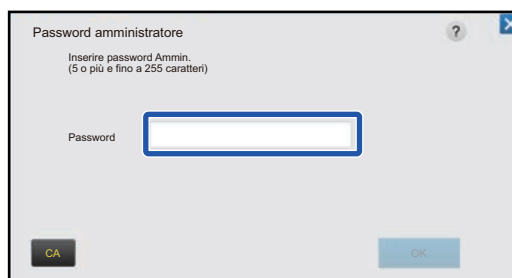 Password amministratore
?
Inserire password Ammin.
(5 o più e fino a 255 caratteri)
Password
CA
OK